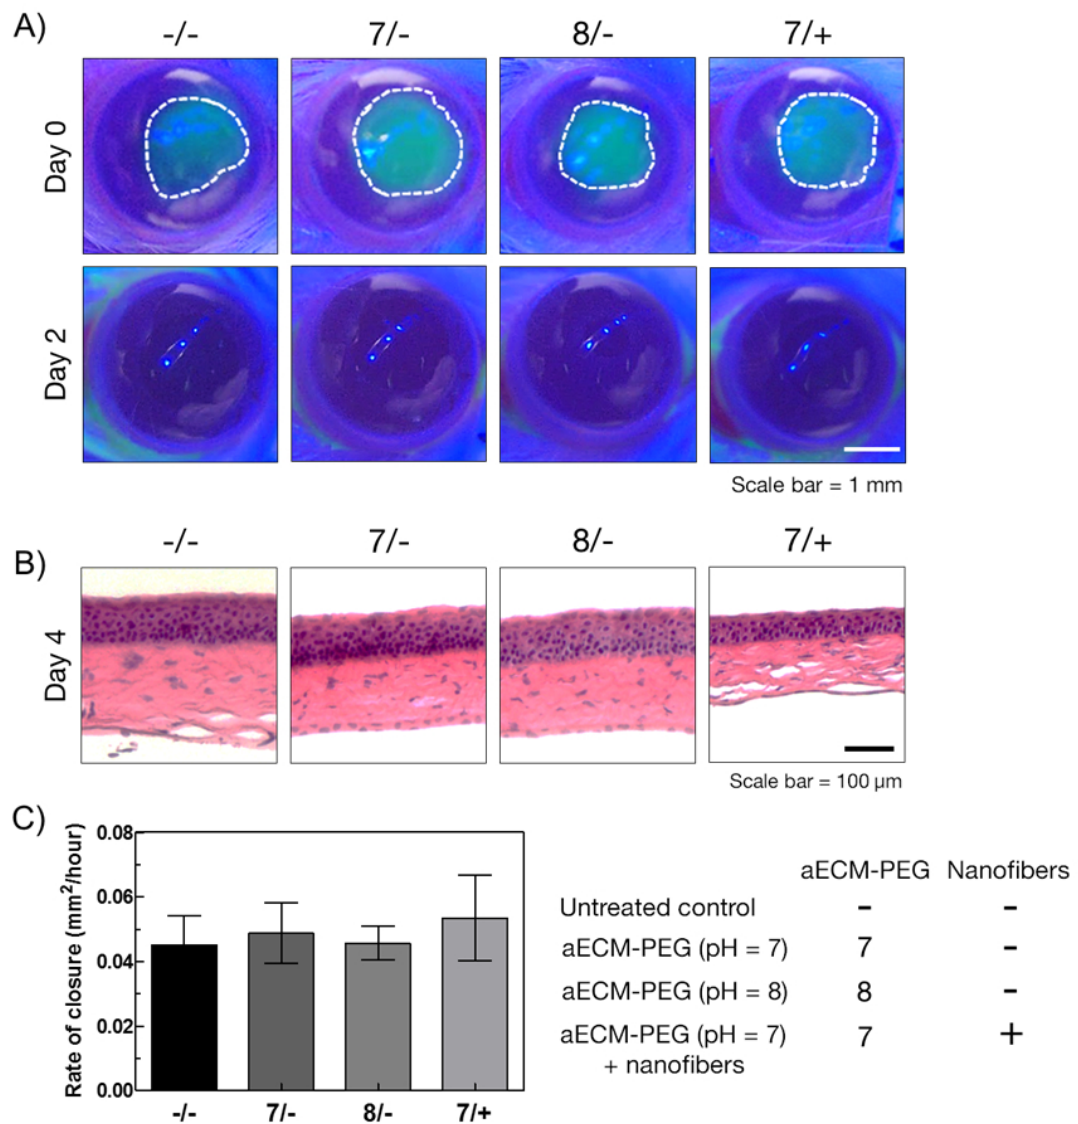 A)
-/- 7/- 8/- 7/+
Day 0
Day 2
Scale bar = 1 mm
B)
-/- 7/- 8/- 7/+
Day 4
Scale bar = 100 µm
C)
Rate of closure (mm²/hour)
0.08
0.06
0.04
0.02
0.00
-/- 7/- 8/- 7/+
aECM-PEG Nanofibers
Untreated control - -
aECM-PEG (pH = 7) 7 -
aECM-PEG (pH = 8) 8 -
aECM-PEG (pH = 7) 7 +
+ nanofibers